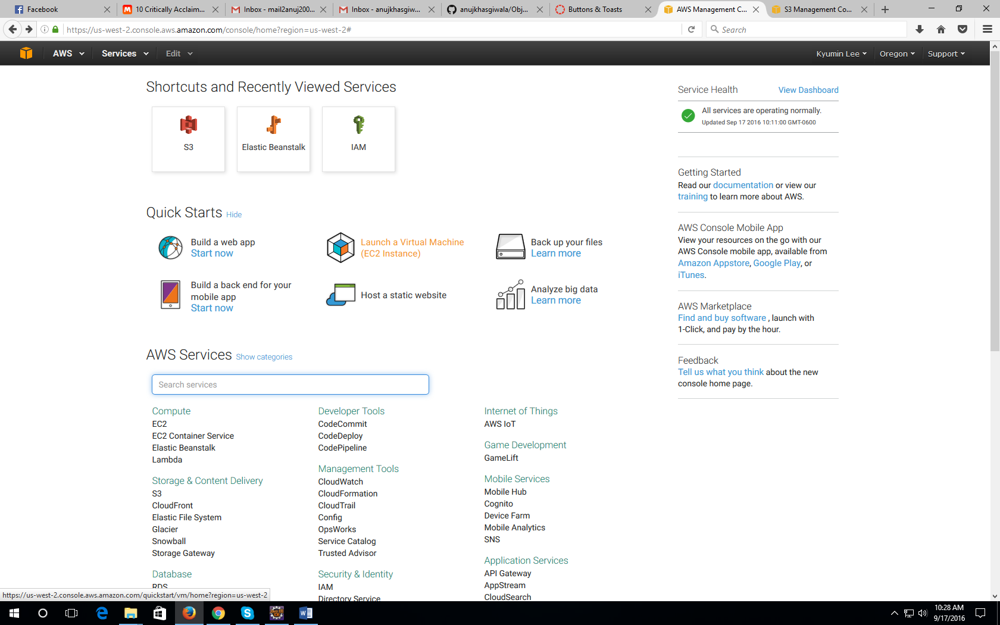 Facebook
10 Critically Acclaim...
Inbox - mail2anuj200...
Inbox - anujkhasgiw...
anujkhasgiwala/Obj...
Buttons & Toasts
AWS Management C...
S3 Management Co...
https://us-west-2.console.aws.amazon.com/console/home?region=us-west-2#
Search
AWS
Services
Edit
Kyumin Lee
Oregon
Support
Shortcuts and Recently Viewed Services
S3
Elastic Beanstalk
IAM
Quick Starts Hide
Build a web app
Start now
Launch a Virtual Machine
(EC2 Instance)
Back up your files
Learn more
Build a back end for your
mobile app
Start now
Host a static website
Analyze big data
Learn more
AWS Services Show categories
Search services
Compute
EC2
EC2 Container Service
Elastic Beanstalk
Lambda
Storage & Content Delivery
S3
CloudFront
Elastic File System
Glacier
Snowball
Storage Gateway
Database
RDS
Developer Tools
CodeCommit
CodeDeploy
CodePipeline
Management Tools
CloudWatch
CloudFormation
CloudTrail
Config
OpsWorks
Service Catalog
Trusted Advisor
Security & Identity
IAM
Directory Service
Internet of Things
AWS IoT
Game Development
GameLift
Mobile Services
Mobile Hub
Cognito
Device Farm
Mobile Analytics
SNS
Application Services
API Gateway
AppStream
CloudSearch
Service Health
View Dashboard
All services are operating normally.
Updated Sep 17 2016 10:11:00 GMT-0600
Getting Started
Read our documentation or view our
training to learn more about AWS.
AWS Console Mobile App
View your resources on the go with our
AWS Console mobile app, available from
Amazon Appstore, Google Play, or
iTunes.
AWS Marketplace
Find and buy software , launch with
1-Click, and pay by the hour.
Feedback
Tell us what you think about the new
console home page.
https://us-west-2.console.aws.amazon.com/quickstart/vm/home?region=us-west-2
10:28 AM
9/17/2016